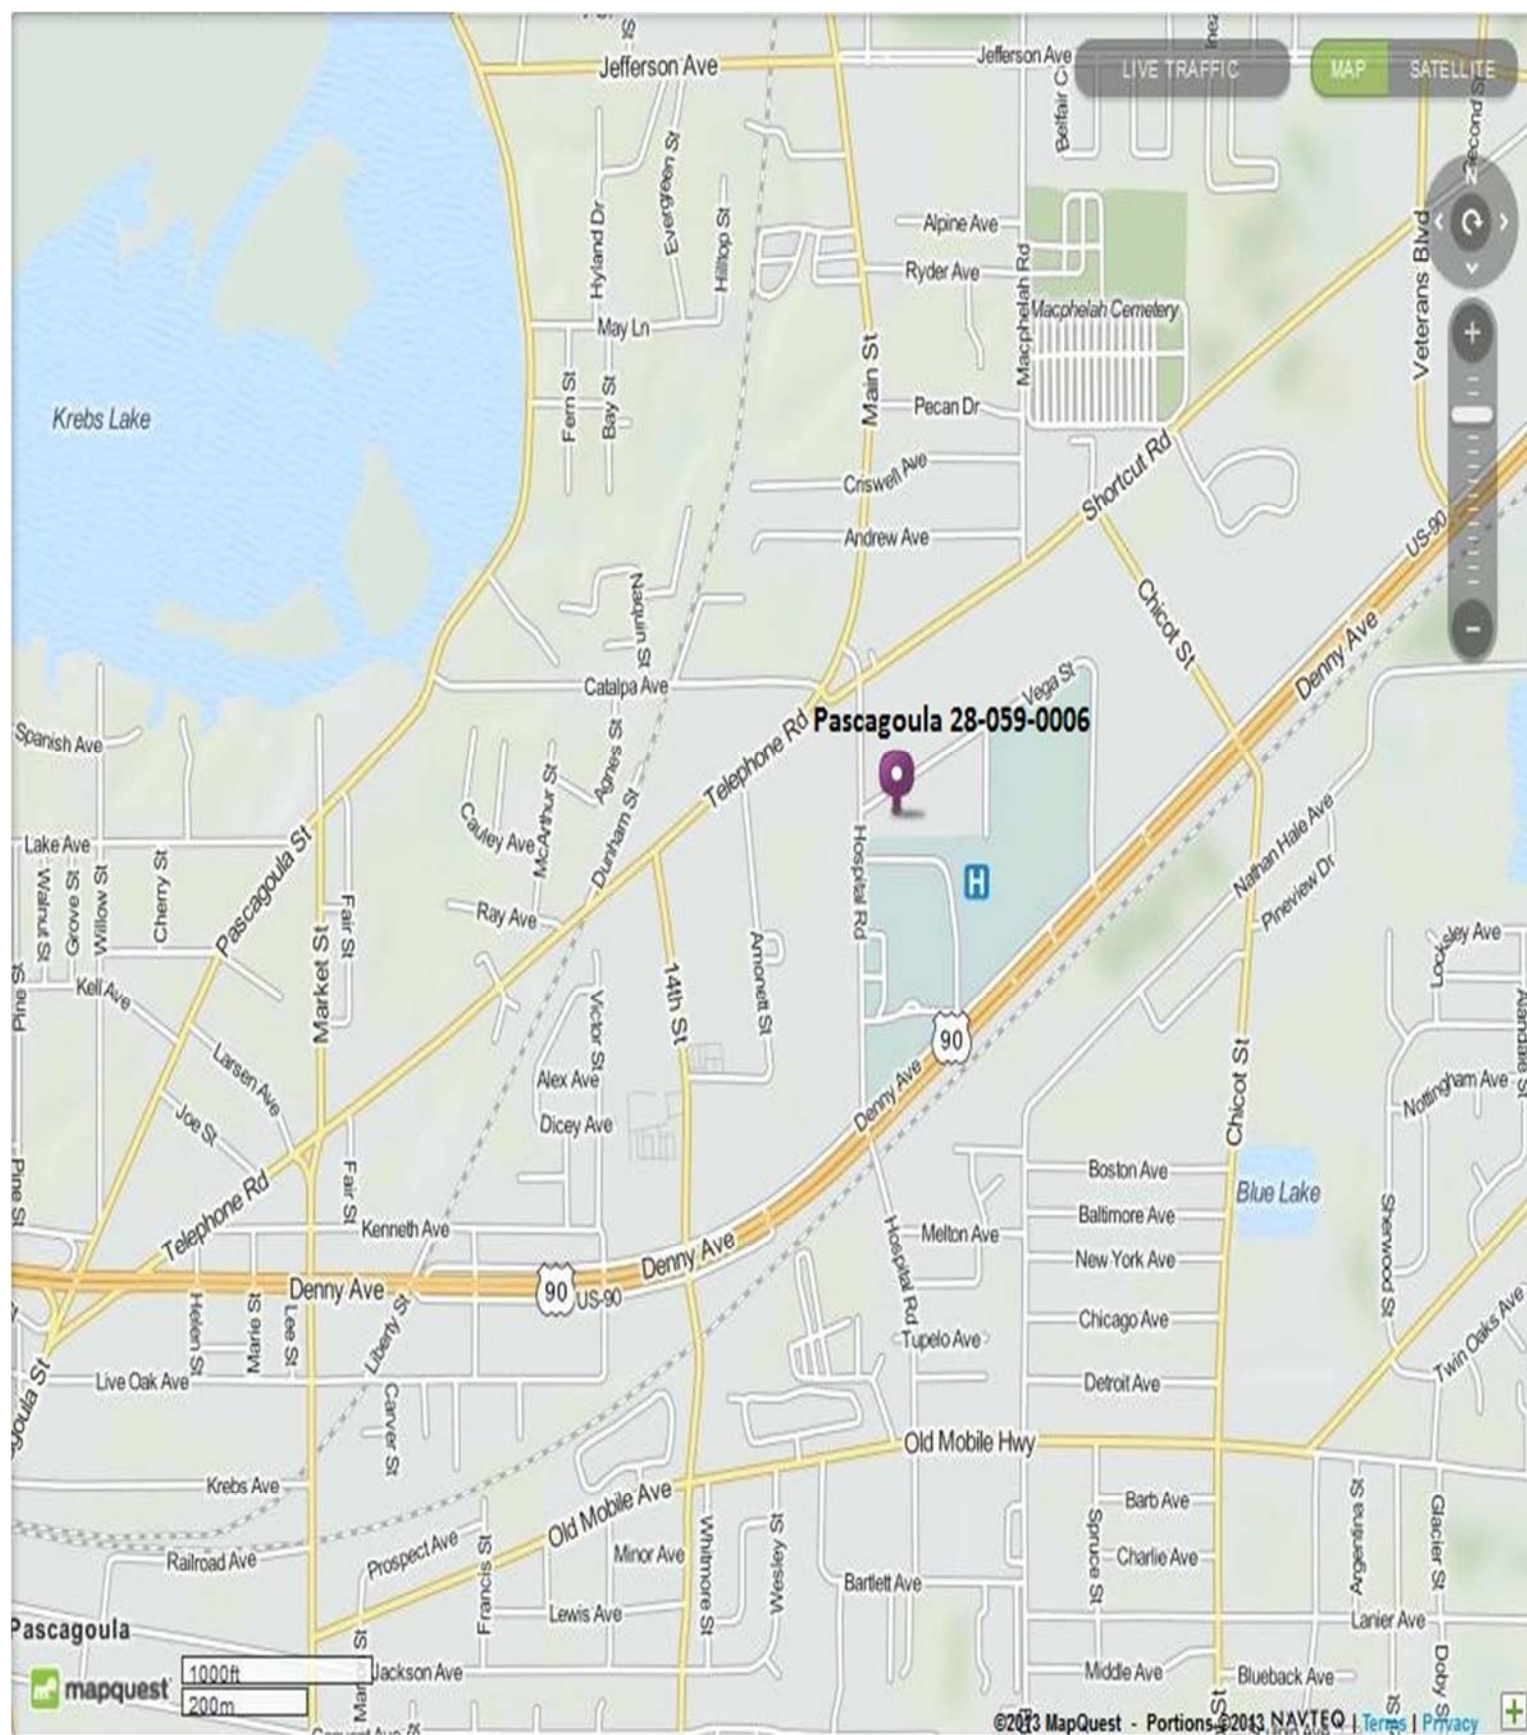 St
Jefferson Ave
Jefferson Ave
LIVE TRAFFIC
MAP
SATELLITE
Belfair
Second St
Evergreen St
Hyland Dr
Hilltop St
Alpine Ave
Ryder Ave
Macphelah Rd
Macphelah Cemetery
N
Veterans Blvd
May Ln
Main St
Fern St
Bay St
Pecan Dr
Krebs Lake
Criswell Ave
Shortcut Rd
Andrew Ave
US-90
Naquin St
Chicot St
Denny Ave
Catalpa Ave
Vega St
Pascagoula 28-059-0006
Spanish Ave
Agnes St
Telephone Rd
McArthur St
Cauley Ave
Dunham St
Lake Ave
Walnut St
Grove St
Willow St
Cherry St
Pascagoula St
Fair St
Market St
Ray Ave
Hospital Rd
H
Nathan Hale Ave
Pineview Dr
Locksley Ave
Pine St
Kell Ave
14th St
Amonett St
Victor St
90
Larsen Ave
Joe St
Alex Ave
Dicey Ave
Denny Ave
Chicot St
Nottingham Ave
Alandale St
Pine St
Telephone Rd
Fair St
Kenneth Ave
Boston Ave
Baltimore Ave
New York Ave
Blue Lake
Sherwood St
Melton Ave
Hospital Rd
Denny Ave
90
US-90
Denny Ave
Helen St
Marie St
Lee St
Liberty St
Chicago Ave
Tupelo Ave
Twin Oaks Ave
Live Oak Ave
Carver St
Detroit Ave
goula St
Old Mobile Hwy
Krebs Ave
Old Mobile Ave
Barb Ave
Railroad Ave
Prospect Ave
Francis St
Minor Ave
Whitmore St
Wesley St
Spruce St
Charlie Ave
Argentina St
Glacier St
Bartlett Ave
Lewis Ave
Lanier Ave
Pascagoula
Jackson Ave
Middle Ave
Blueback Ave
Doby St
mapquest
1000ft
200m
©2013 MapQuest - Portions ©2013 NAVTEQ | Terms | Privacy